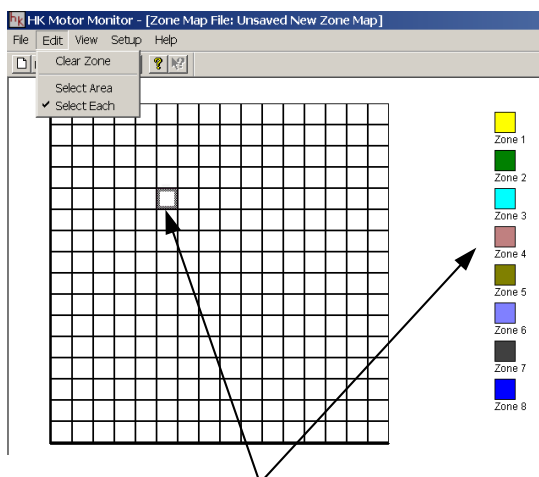 hk HK Motor Monitor - [Zone Map File: Unsaved New Zone Map]
File Edit View Setup Help
Clear Zone
Select Area
✔ Select Each
Zone 1
Zone 2
Zone 3
Zone 4
Zone 5
Zone 6
Zone 7
Zone 8